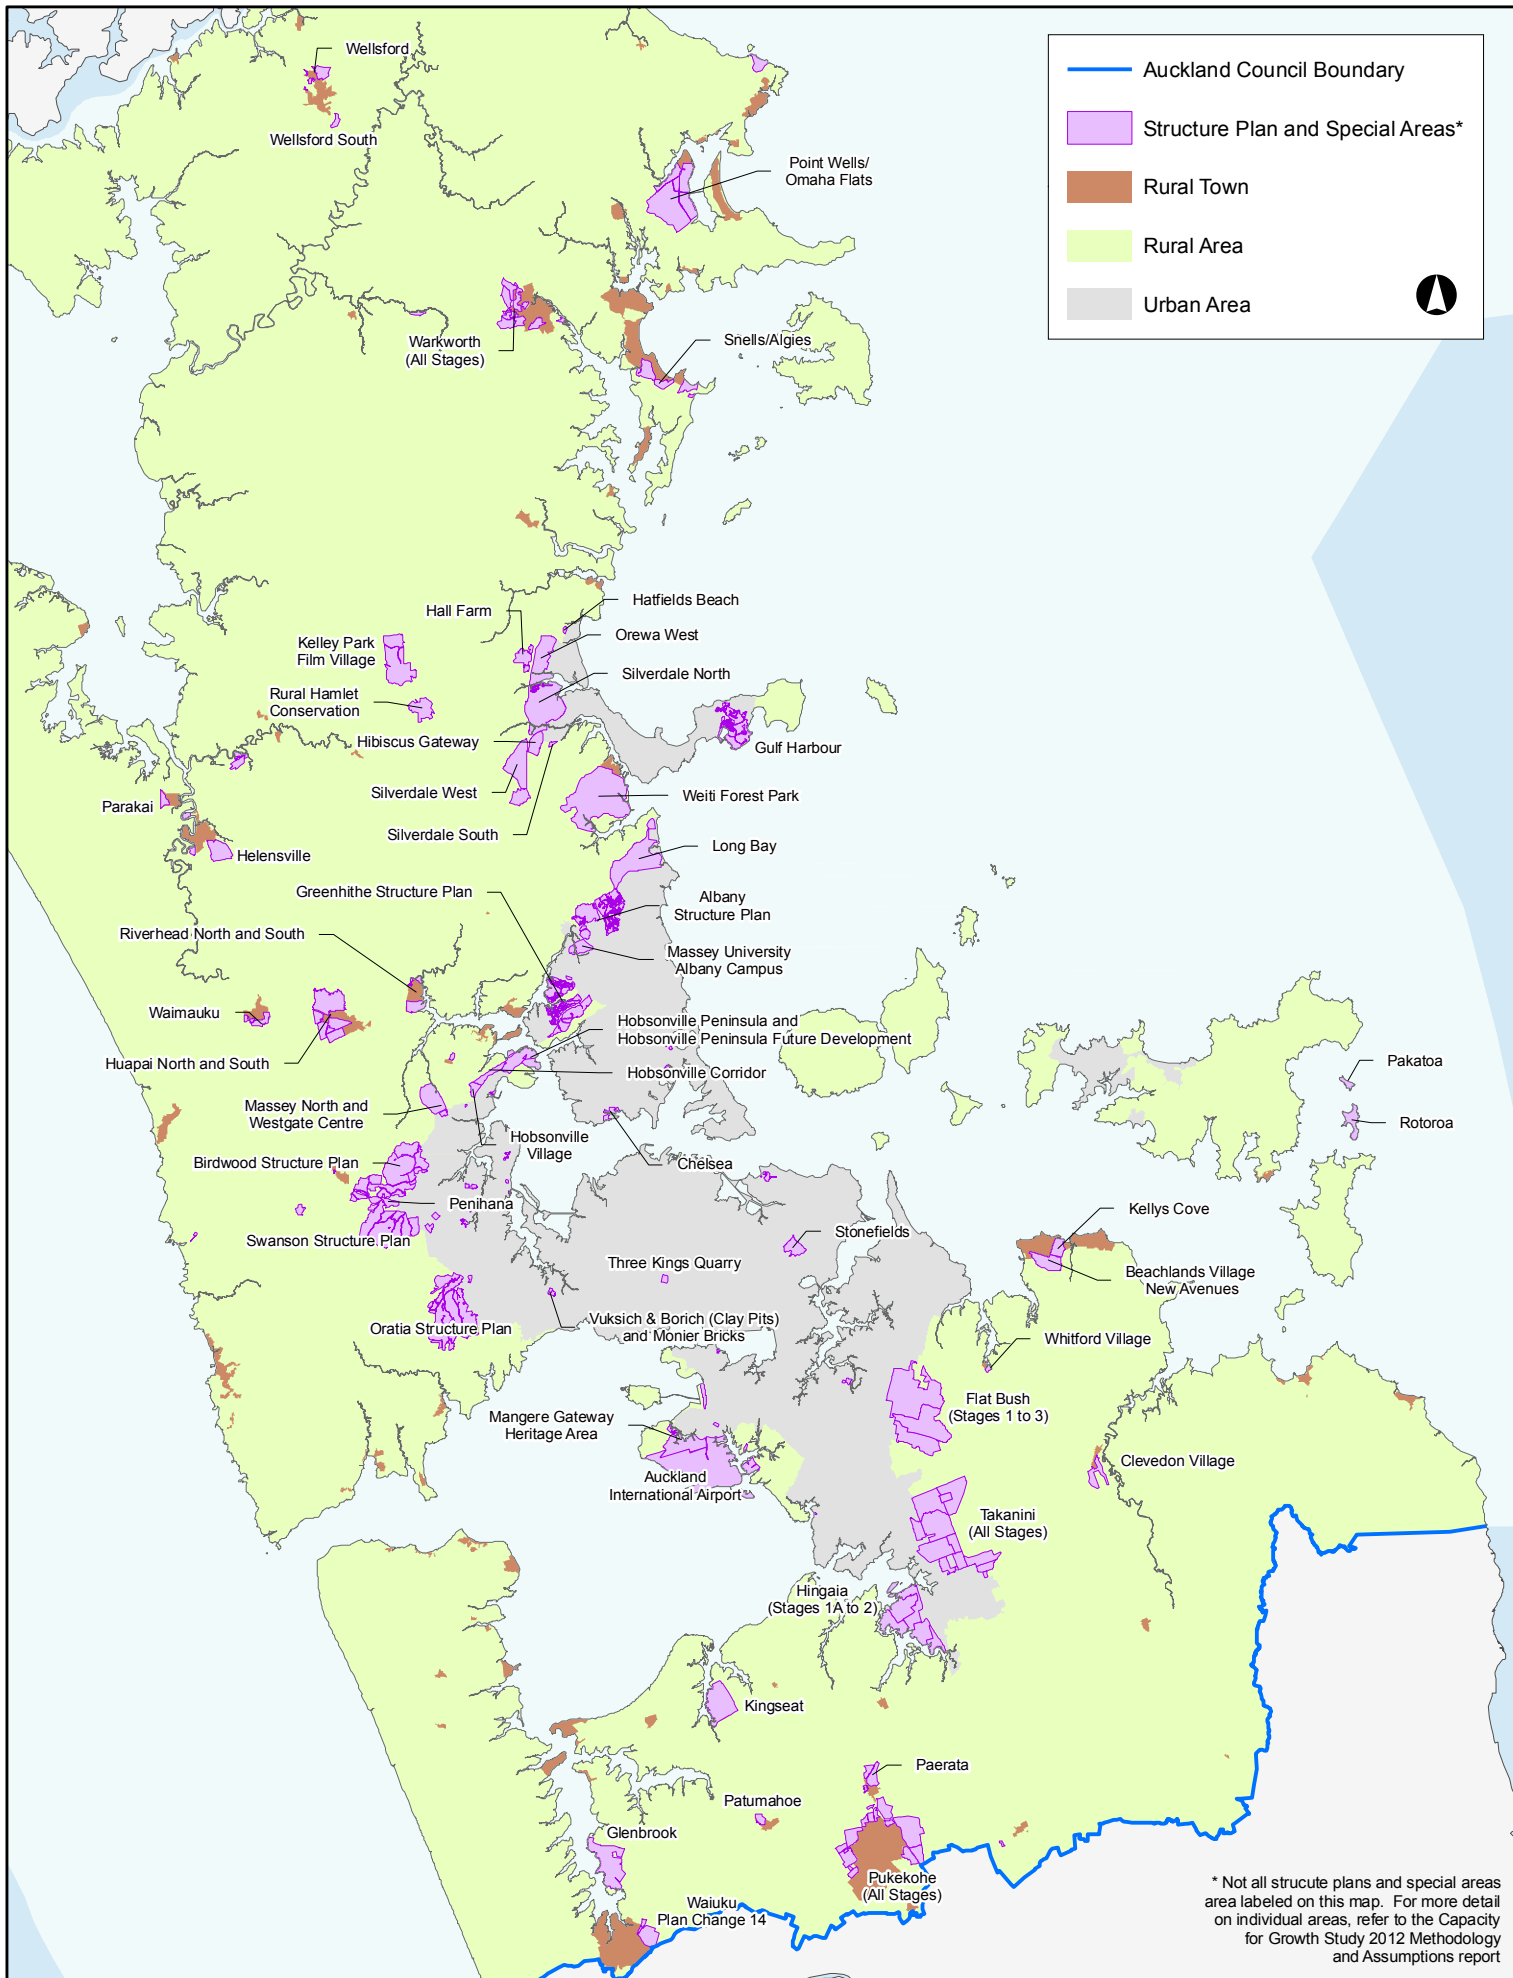 Auckland Council Boundary
Structure Plan and Special Areas*
Rural Town
Rural Area
Urban Area
Wellsford
Wellsford South
Point Wells/
Omaha Flats
Warkworth
(All Stages)
Snells/Algies
Hatfields Beach
Hall Farm
Orewa West
Kelley Park
Film Village
Silverdale North
Rural Hamlet
Conservation
Hibiscus Gateway
Gulf Harbour
Silverdale West
Weiti Forest Park
Parakai
Silverdale South
Long Bay
Helensville
Greenhithe Structure Plan
Albany
Structure Plan
Riverhead North and South
Massey University
Albany Campus
Waimauku
Hobsonville Peninsula and
Hobsonville Peninsula Future Development
Huapai North and South
Hobsonville Corridor
Pakatoa
Massey North and
Westgate Centre
Rotoroa
Hobsonville
Village
Birdwood Structure Plan
Chelsea
Penihana
Kellys Cove
Swanson Structure Plan
Stonefields
Three Kings Quarry
Beachlands Village
New Avenues
Oratia Structure Plan
Vuksich & Borich (Clay Pits)
and Monier Bricks
Whitford Village
Flat Bush
(Stages 1 to 3)
Mangere Gateway
Heritage Area
Clevedon Village
Auckland
International Airport
Takanini
(All Stages)
Hingaia
(Stages 1A to 2)
Kingseat
Paerata
Patumahoe
Glenbrook
Pukekohe
(All Stages)
Waiuku
Plan Change 14
* Not all strucute plans and special areas
area labeled on this map. For more detail
on individual areas, refer to the Capacity
for Growth Study 2012 Methodology
and Assumptions report